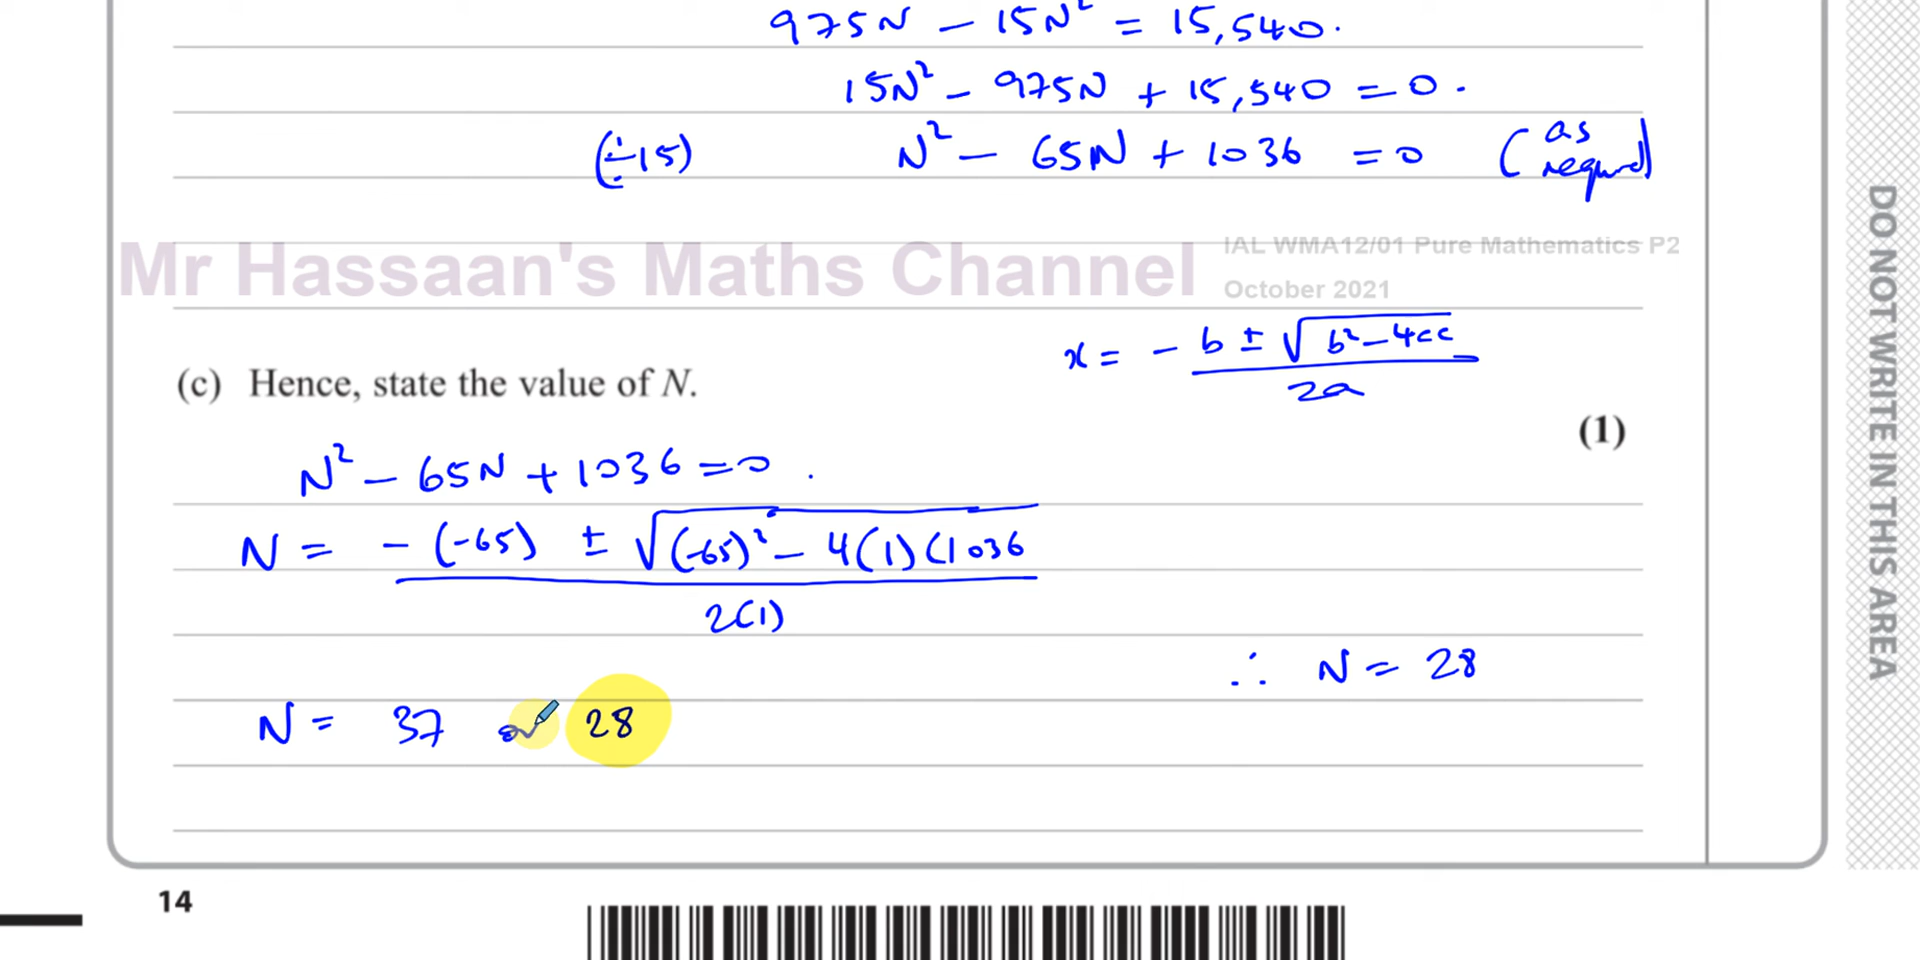 975N - 15N² = 15,540.
15N² - 975N + 15,540 = 0.
(÷15) N² - 65N + 1036 = 0 (as required)
Mr Hassaan's Maths Channel
IAL WMA12/01 Pure Mathematics P2
October 2021
x = -b ± √(b² - 4ac) / 2a
(c) Hence, state the value of N.
(1)
N² - 65N + 1036 = 0.
N = -(-65) ± √(-65)² - 4(1)(1036
2(1)
∴ N = 28
N = 37 or 28
14
DO NOT WRITE IN THIS AREA